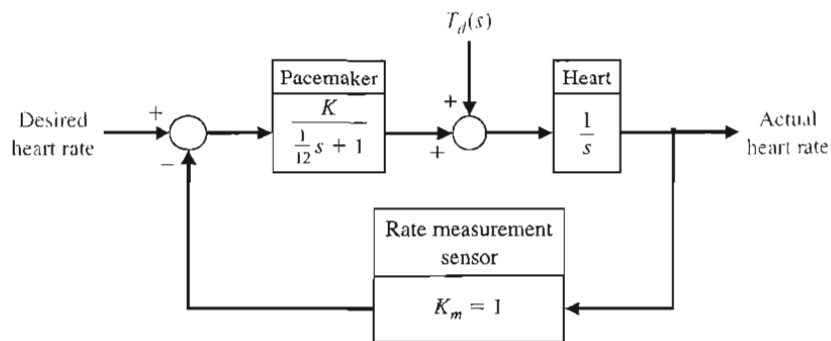 T_d(s)
Pacemaker
Heart
Desired
heart rate
+
−
K
1/12 s + 1
+
+
1/s
Actual
heart rate
Rate measurement
sensor
K_m = 1